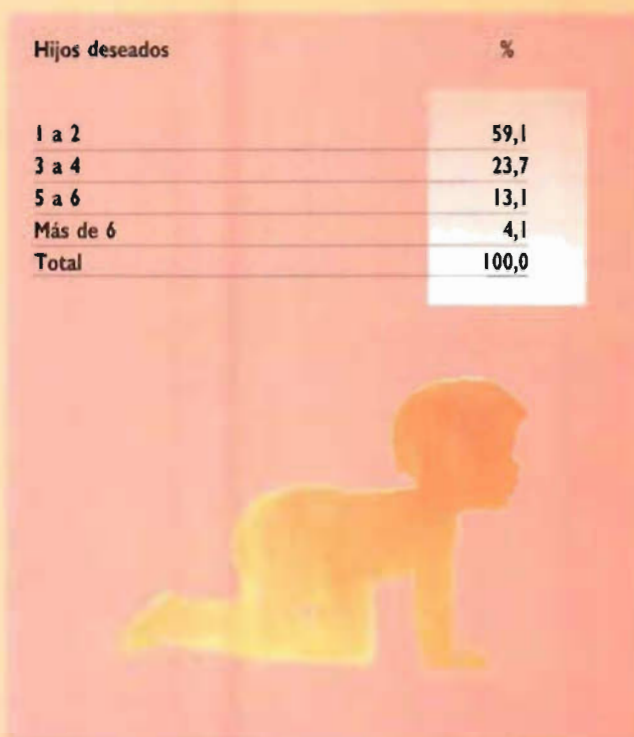 Hijos deseados %
1 a 2 59,1
3 a 4 23,7
5 a 6 13,1
Más de 6 4,1
Total 100,0